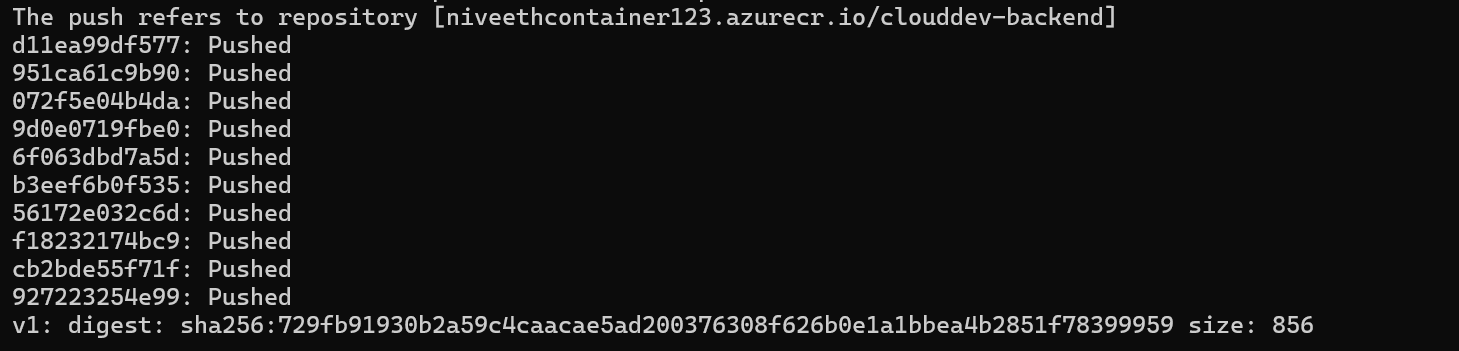 The push refers to repository [niveethcontainer123.azurecr.io/clouddev-backend]
d11ea99df577: Pushed
951ca61c9b90: Pushed
072f5e04b4da: Pushed
9d0e0719fbe0: Pushed
6f063dbd7a5d: Pushed
b3eef6b0f535: Pushed
56172e032c6d: Pushed
f18232174bc9: Pushed
cb2bde55f71f: Pushed
927223254e99: Pushed
v1: digest: sha256:729fb91930b2a59c4caacae5ad200376308f626b0e1a1bbea4b2851f78399959 size: 856